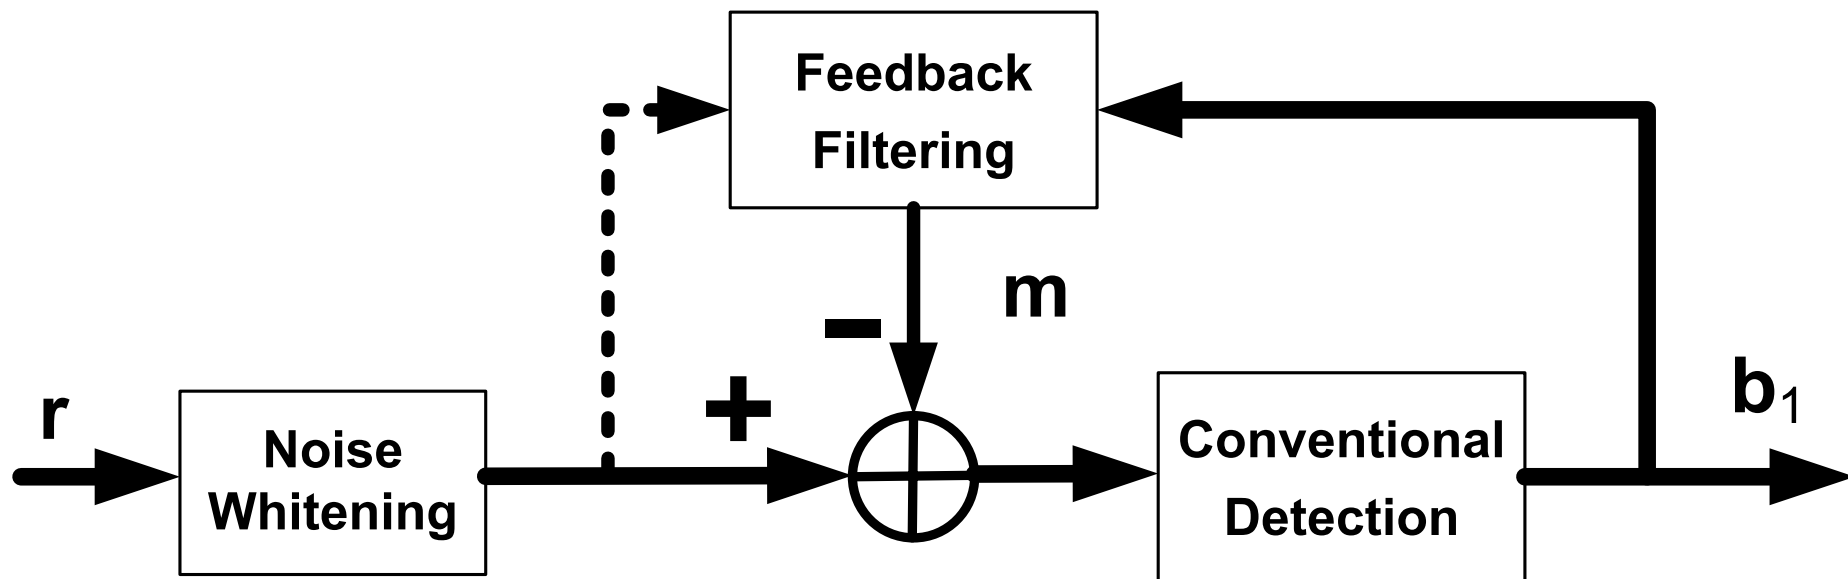 Feedback
Filtering
m
−
+
r
Noise
Whitening
Conventional
Detection
b₁